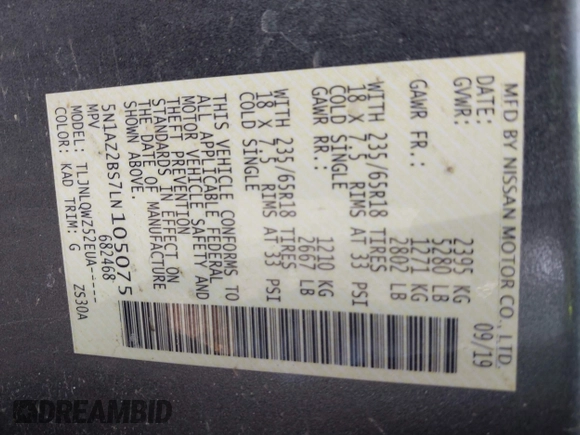 MFD BY NISSAN MOTOR CO., LTD.
DATE: 09/19
GVWR: 2395 KG
5280 LB
GAWR FR.: 1271 KG
2802 LB
WITH 235/65R18 TIRES
18 X 7.5 RIMS AT 33 PSI
COLD SINGLE
GAWR RR.: 1210 KG
2667 LB
WITH 235/65R18 TIRES
18 X 7.5 RIMS AT 33 PSI
COLD SINGLE
THIS VEHICLE CONFORMS TO
ALL APPLICABLE FEDERAL
MOTOR VEHICLE SAFETY AND
THEFT PREVENTION
STANDARDS IN EFFECT ON
THE DATE OF MANUFACTURE
SHOWN ABOVE.
5N1AZ2BS7LN105075
MPV 682468
MODEL: TLJNLQWZ52EUA-----
COLOR: KAD TRIM: G ZS30A
DREAMBID